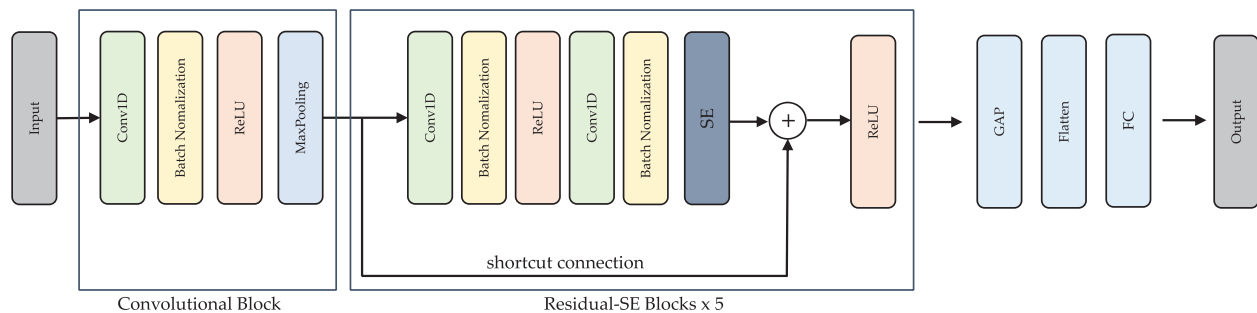 Input
Conv1D
Batch Nomalization
ReLU
MaxPooling
Convolutional Block
Conv1D
Batch Nomalization
ReLU
Conv1D
Batch Nomalization
SE
+
ReLU
shortcut connection
Residual-SE Blocks x 5
GAP
Flatten
FC
Output